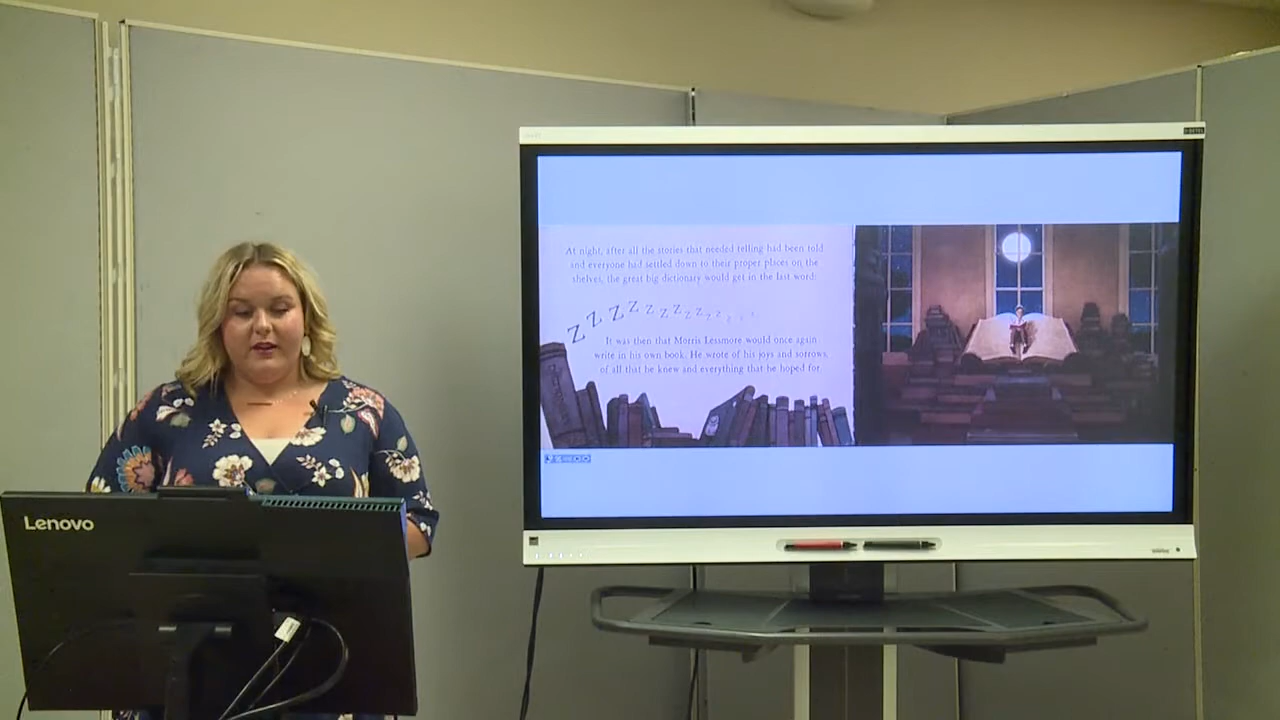 At night, after all the stories that needed telling had been told
and everyone had settled down to their proper places on the
shelves, the great big dictionary would get in the last word:
Z Z Z Z Z Z Z Z Z Z Z Z Z Z
It was then that Morris Lessmore would once again
write in his own book. He wrote of his joys and sorrows,
of all that he knew and everything that he hoped for.
Lenovo